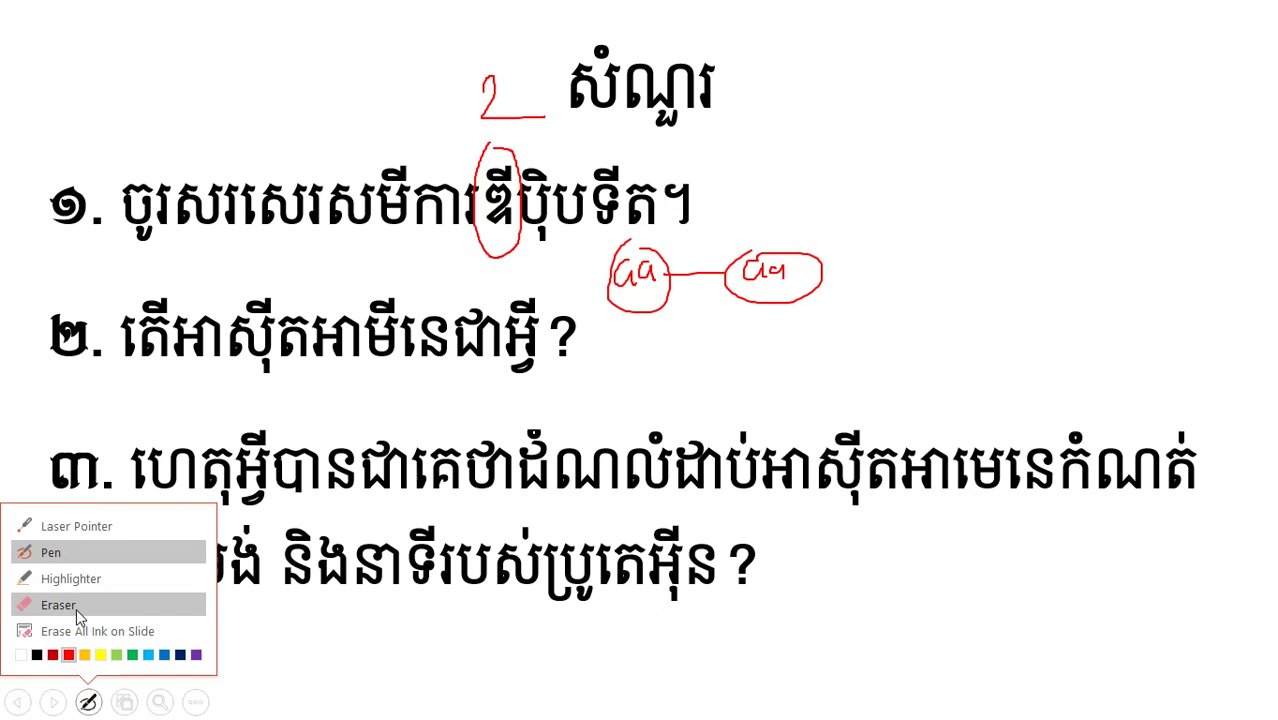 2 សំណួរ
១. ចូរសរសេរសមីការឌីប៉ិបទីត។
aa aa
២. តើអាស៊ីតអាមីនេជាអ្វី?
៣. ហេតុអ្វីបានជាគេថាដំណលំដាប់អាស៊ីតអាមេនេកំណត់
ង់ និងនាទីរបស់ប្រូតេអ៊ីន?
Laser Pointer
Pen
Highlighter
Eraser
Erase All Ink on Slide